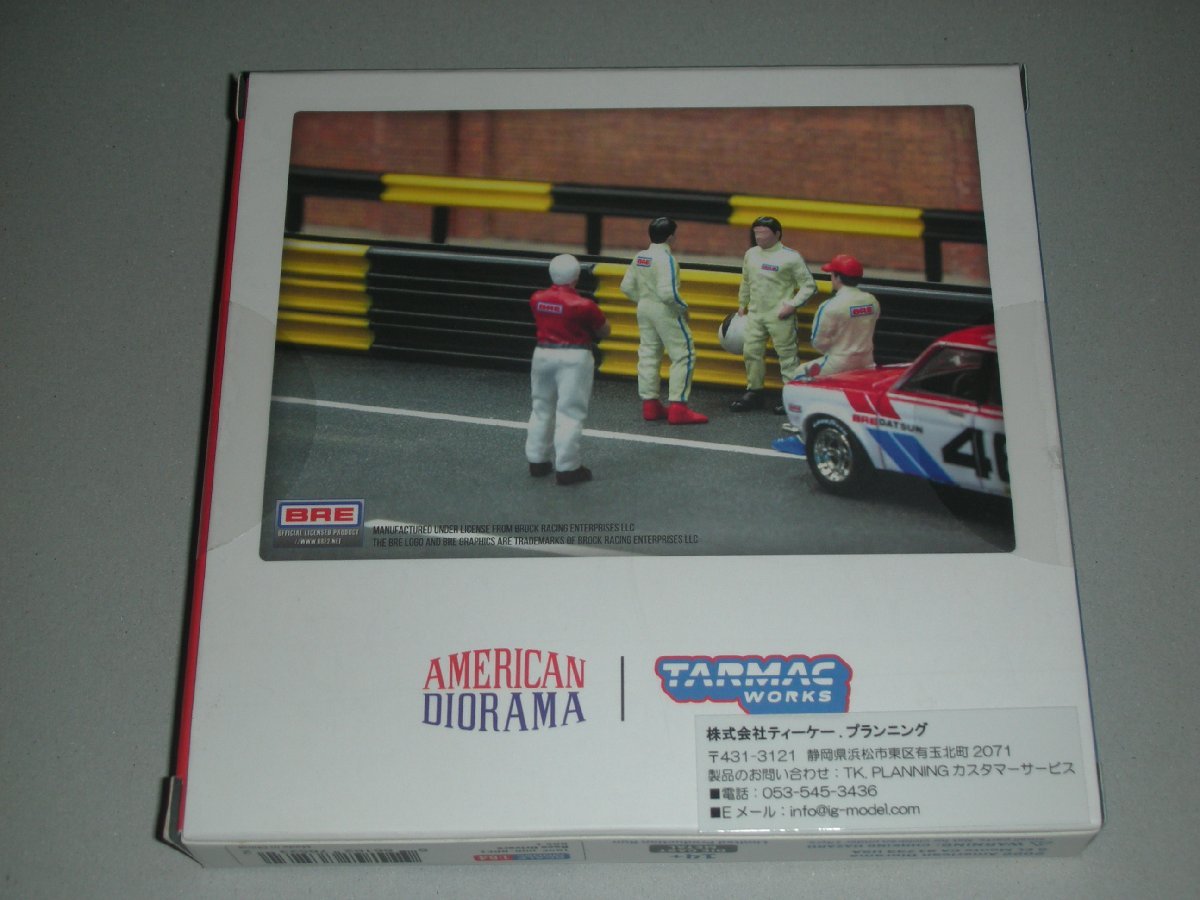 BRE
BRE
BRE
BRE
BRE DATSUN
46
BRE
OFFICIAL LICENSED PRODUCT
MANUFACTURED UNDER LICENSE FROM BROCK RACING ENTERPRISES LLC
THE BRE LOGO AND BRE GRAPHICS ARE TRADEMARKS OF BROCK RACING ENTERPRISES LLC
AMERICAN
DIORAMA
TARMAC
WORKS
株式会社ティーケー.プランニング
〒431-3121 静岡県浜松市東区有玉北町 2071
製品のお問い合わせ：TK. PLANNING カスタマーサービス
■電話：053-545-3436
■Eメール：info@ig-model.com
1:64
14+